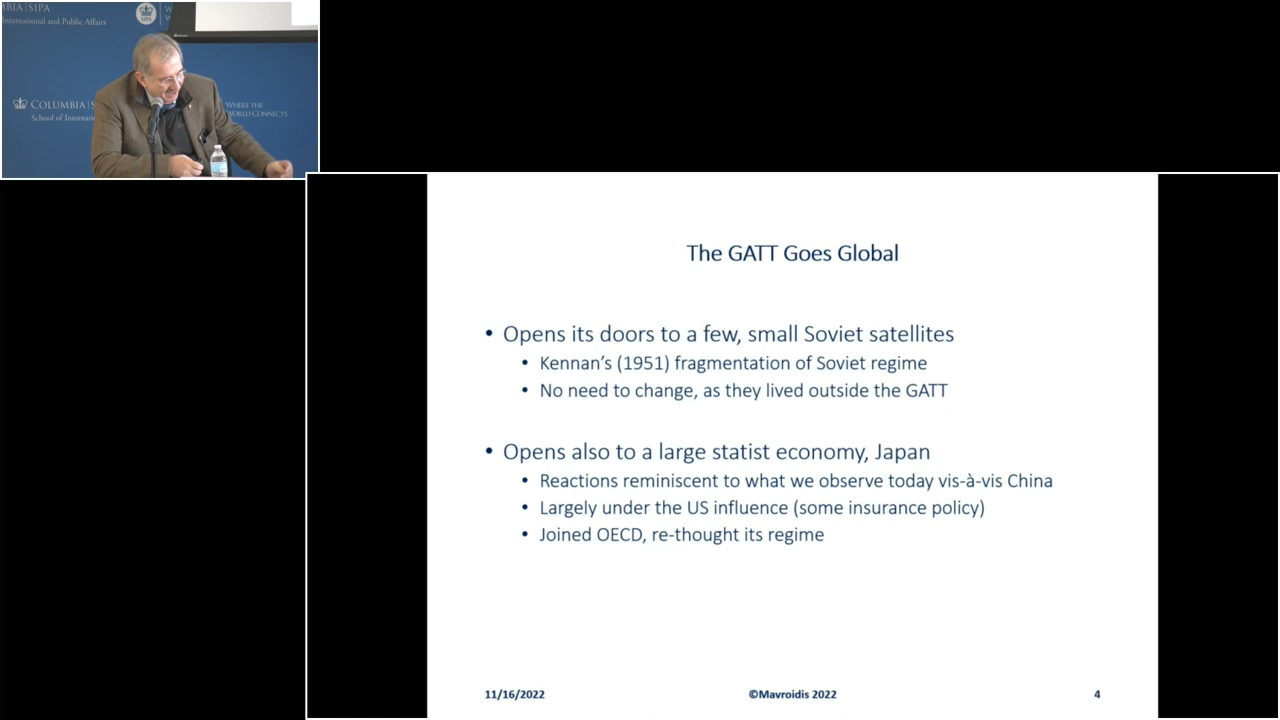 MBIA|SIPA
International and Public Affairs
SIPA
COLUMBIA|S
School of Internati
WHERE THE
WORLD CONNECTS
The GATT Goes Global
• Opens its doors to a few, small Soviet satellites
• Kennan’s (1951) fragmentation of Soviet regime
• No need to change, as they lived outside the GATT
• Opens also to a large statist economy, Japan
• Reactions reminiscent to what we observe today vis-à-vis China
• Largely under the US influence (some insurance policy)
• Joined OECD, re-thought its regime
11/16/2022
©Mavroidis 2022
4